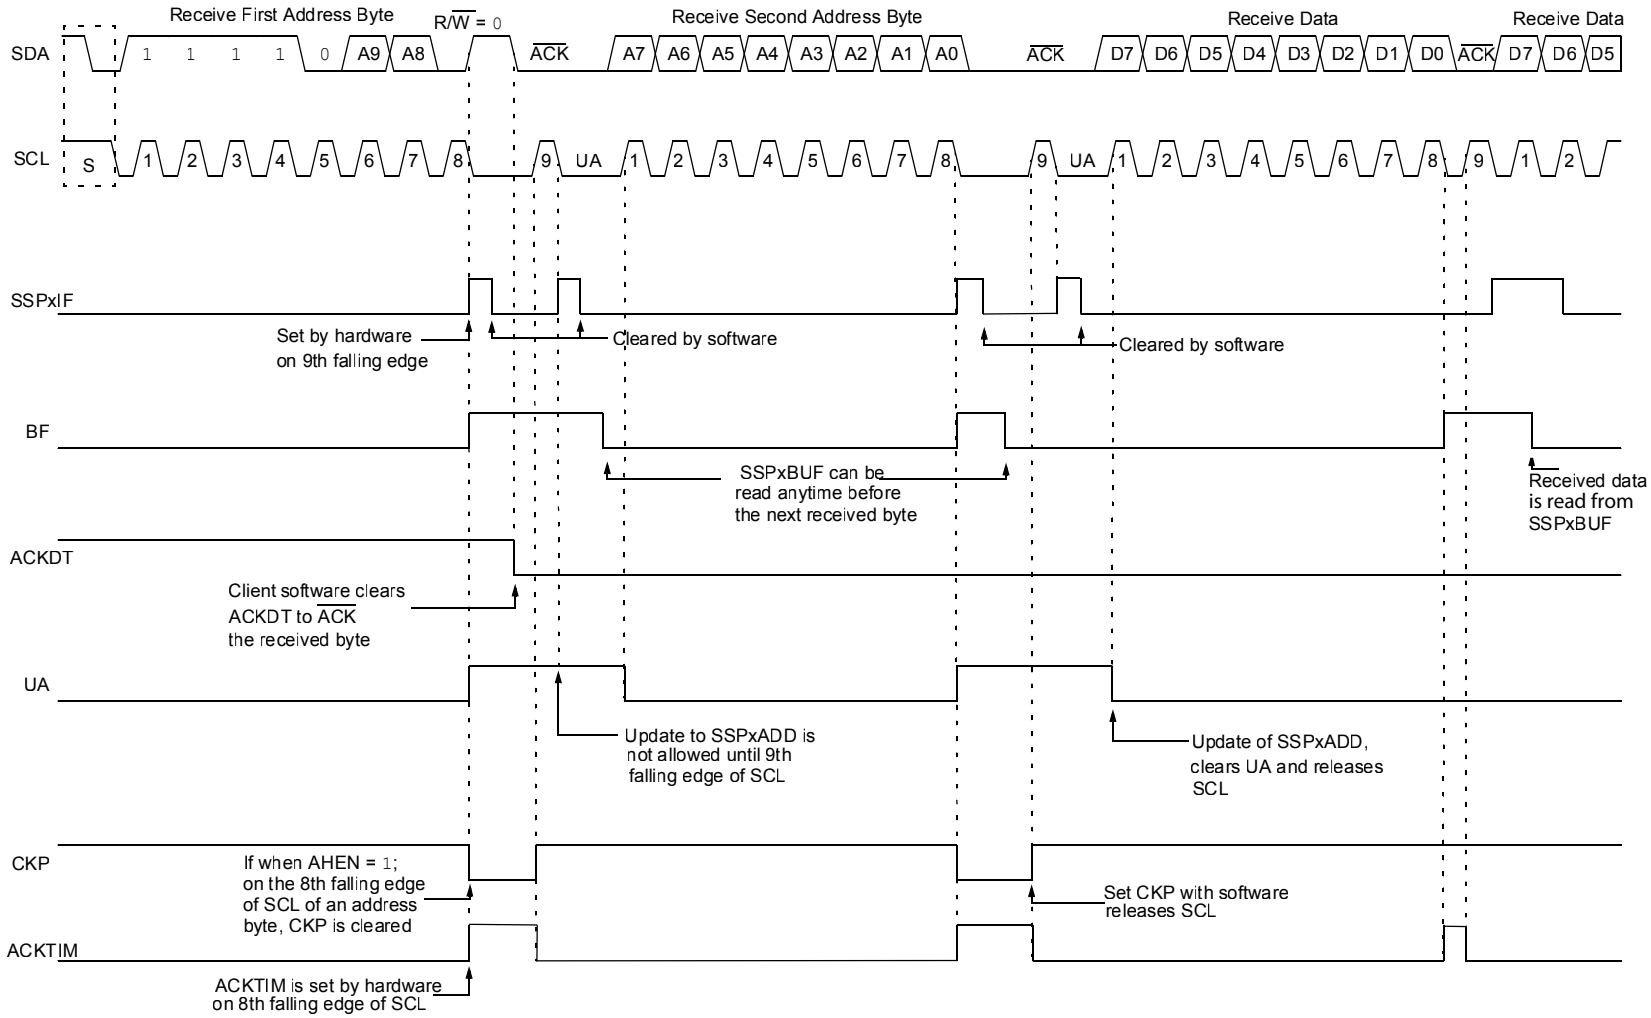 Receive First Address Byte
R/W = 0
Receive Second Address Byte
Receive Data
Receive Data
SDA
1 1 1 1 0 A9 A8 ACK A7 A6 A5 A4 A3 A2 A1 A0 ACK D7 D6 D5 D4 D3 D2 D1 D0 ACK D7 D6 D5
SCL
S 1 2 3 4 5 6 7 8 9 UA 1 2 3 4 5 6 7 8 9 UA 1 2 3 4 5 6 7 8 9 1 2
SSPxIF
Set by hardware
on 9th falling edge
Cleared by software
Cleared by software
BF
SSPxBUF can be
read anytime before
the next received byte
Received data
is read from
SSPxBUF
ACKDT
Client software clears
ACKDT to ACK
the received byte
UA
Update to SSPxADD is
not allowed until 9th
falling edge of SCL
Update of SSPxADD,
clears UA and releases
SCL
CKP
If when AHEN = 1;
on the 8th falling edge
of SCL of an address
byte, CKP is cleared
Set CKP with software
releases SCL
ACKTIM
ACKTIM is set by hardware
on 8th falling edge of SCL